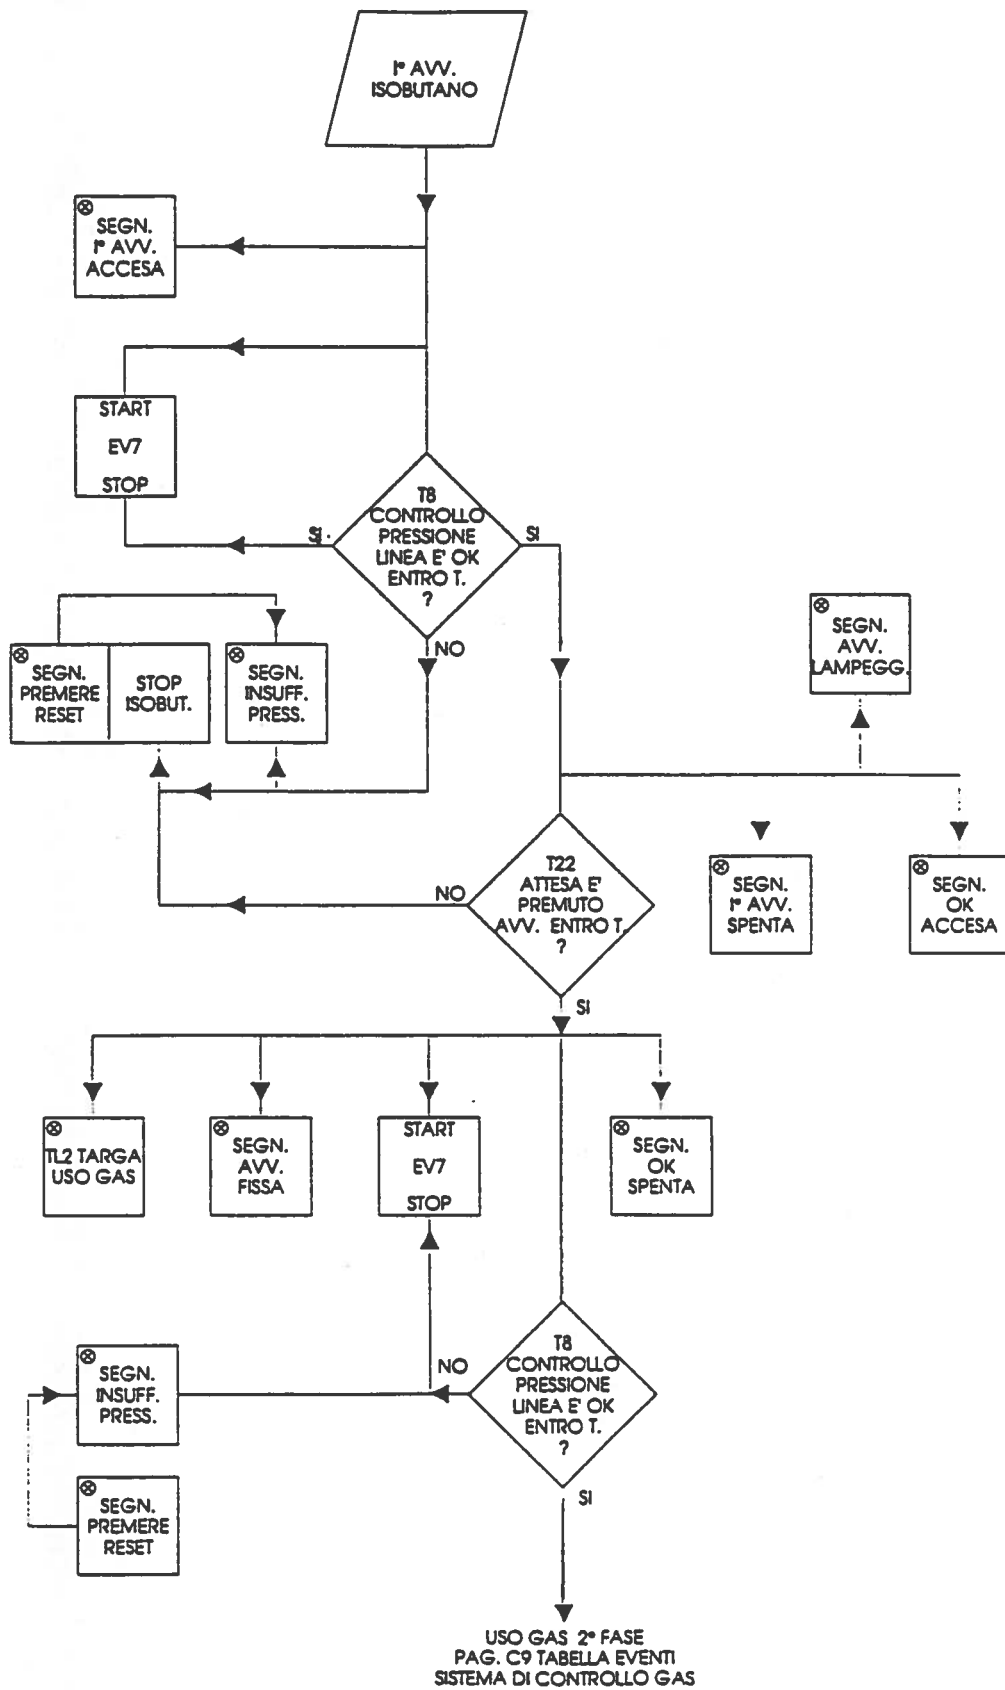 I° AVV.
ISOBUTANO
SEGN.
I° AVV.
ACCESA
START
EV7
STOP
T8
CONTROLLO
PRESSIONE
LINEA E' OK
ENTRO T.
?
SI.
SI
NO
SEGN.
PREMERE
RESET
STOP
ISOBUT.
SEGN.
INSUFF.
PRESS.
SEGN.
AVV.
LAMPEGG.
T22
ATTESA E'
PREMUTO
AVV. ENTRO T.
?
NO
SI
SEGN.
I° AVV.
SPENTA
SEGN.
OK
ACCESA
TL2 TARGA
USO GAS
SEGN.
AVV.
FISSA
START
EV7
STOP
SEGN.
OK
SPENTA
T8
CONTROLLO
PRESSIONE
LINEA E' OK
ENTRO T.
?
NO
SI
SEGN.
INSUFF.
PRESS.
SEGN.
PREMERE
RESET
USO GAS 2° FASE
PAG. C9 TABELLA EVENTI
SISTEMA DI CONTROLLO GAS